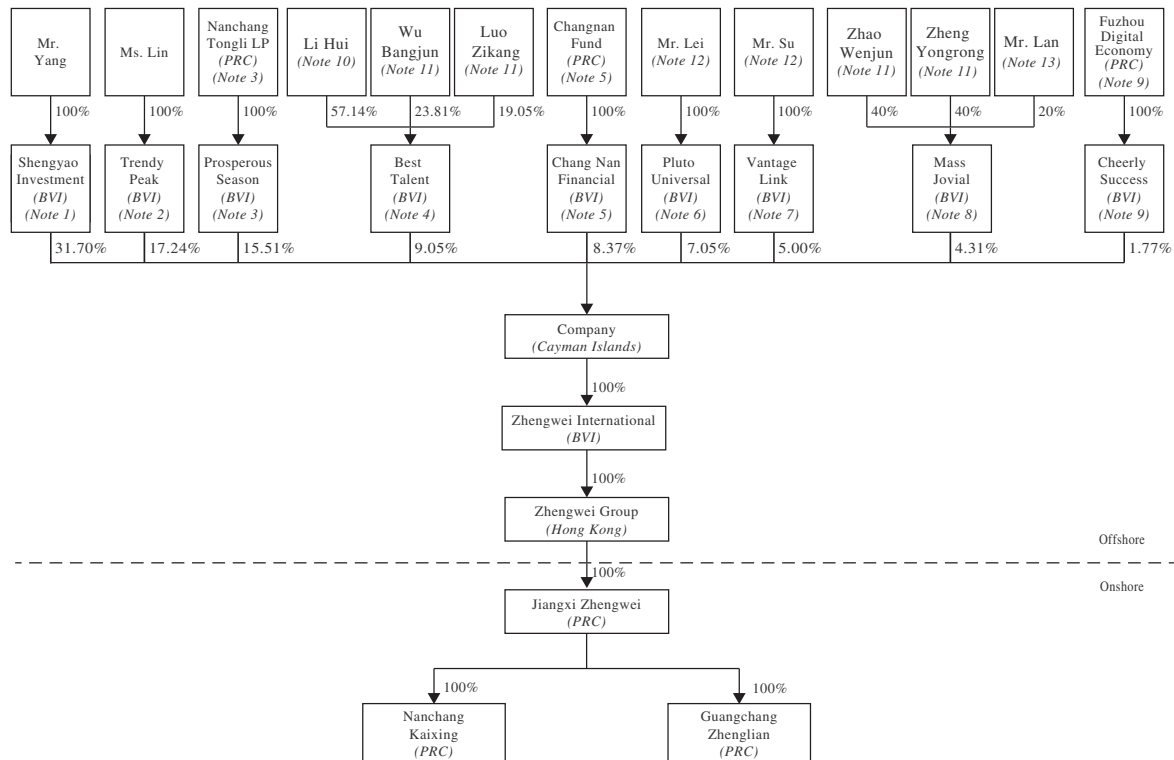 Mr.
Yang
Ms. Lin
Nanchang
Tongli LP
(PRC)
(Note 3)
Li Hui
(Note 10)
Wu
Bangjun
(Note 11)
Luo
Zikang
(Note 11)
Changnan
Fund
(PRC)
(Note 5)
Mr. Lei
(Note 12)
Mr. Su
(Note 12)
Zhao
Wenjun
(Note 11)
Zheng
Yongrong
(Note 11)
Mr. Lan
(Note 13)
Fuzhou
Digital
Economy
(PRC)
(Note 9)
100%
100%
100%
57.14%
23.81%
19.05%
100%
100%
100%
40%
40%
20%
100%
Shengyao
Investment
(BVI)
(Note 1)
Trendy
Peak
(BVI)
(Note 2)
Prosperous
Season
(BVI)
(Note 3)
Best
Talent
(BVI)
(Note 4)
Chang Nan
Financial
(BVI)
(Note 5)
Pluto
Universal
(BVI)
(Note 6)
Vantage
Link
(BVI)
(Note 7)
Mass
Jovial
(BVI)
(Note 8)
Cheerly
Success
(BVI)
(Note 9)
31.70%
17.24%
15.51%
9.05%
8.37%
7.05%
5.00%
4.31%
1.77%
Company
(Cayman Islands)
100%
Zhengwei International
(BVI)
100%
Zhengwei Group
(Hong Kong)
Offshore
100%
Onshore
Jiangxi Zhengwei
(PRC)
100%
100%
Nanchang
Kaixing
(PRC)
Guangchang
Zhenglian
(PRC)